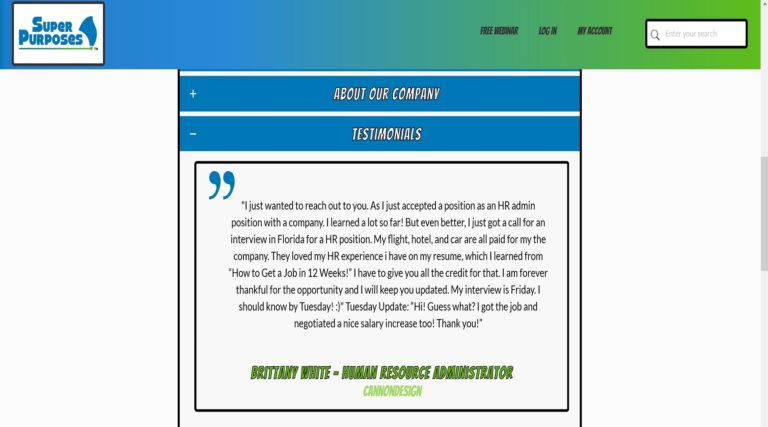 Super
Purposes
TM
FREE WEBINAR
LOG IN
MY ACCOUNT
Enter your search
+
ABOUT OUR COMPANY
−
TESTIMONIALS
”
“I just wanted to reach out to you. As I just accepted a position as an HR admin
position with a company. I learned a lot so far! But even better, I just got a call for an
interview in Florida for a HR position. My flight, hotel, and car are all paid for my the
company. They loved my HR experience i have on my resume, which I learned from
“How to Get a Job in 12 Weeks!” I have to give you all the credit for that. I am forever
thankful for the opportunity and I will keep you updated. My interview is Friday. I
should know by Tuesday! :)” Tuesday Update: “Hi! Guess what? I got the job and
negotiated a nice salary increase too! Thank you!”
BRITTANY WHITE - HUMAN RESOURCE ADMINISTRATOR
CANNONDESIGN